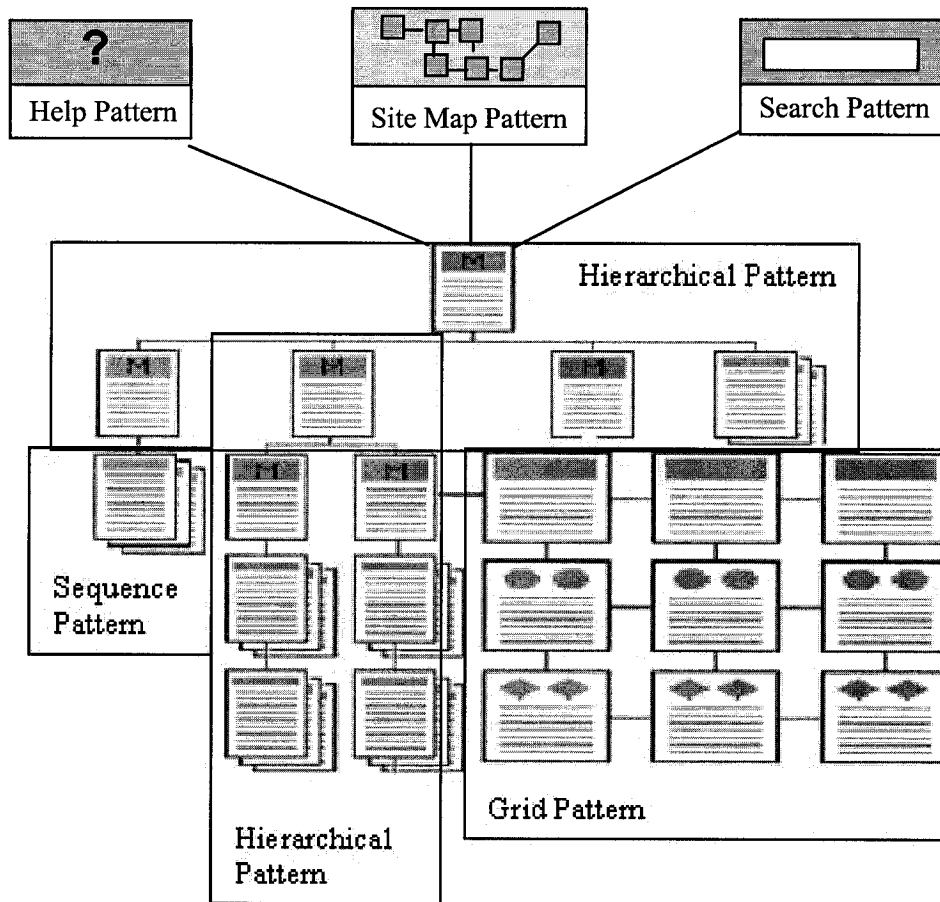 ?
Help Pattern
Site Map Pattern
Search Pattern
Hierarchical Pattern
M
M
M
M
M
M
Sequence
Pattern
Hierarchical
Pattern
Grid Pattern